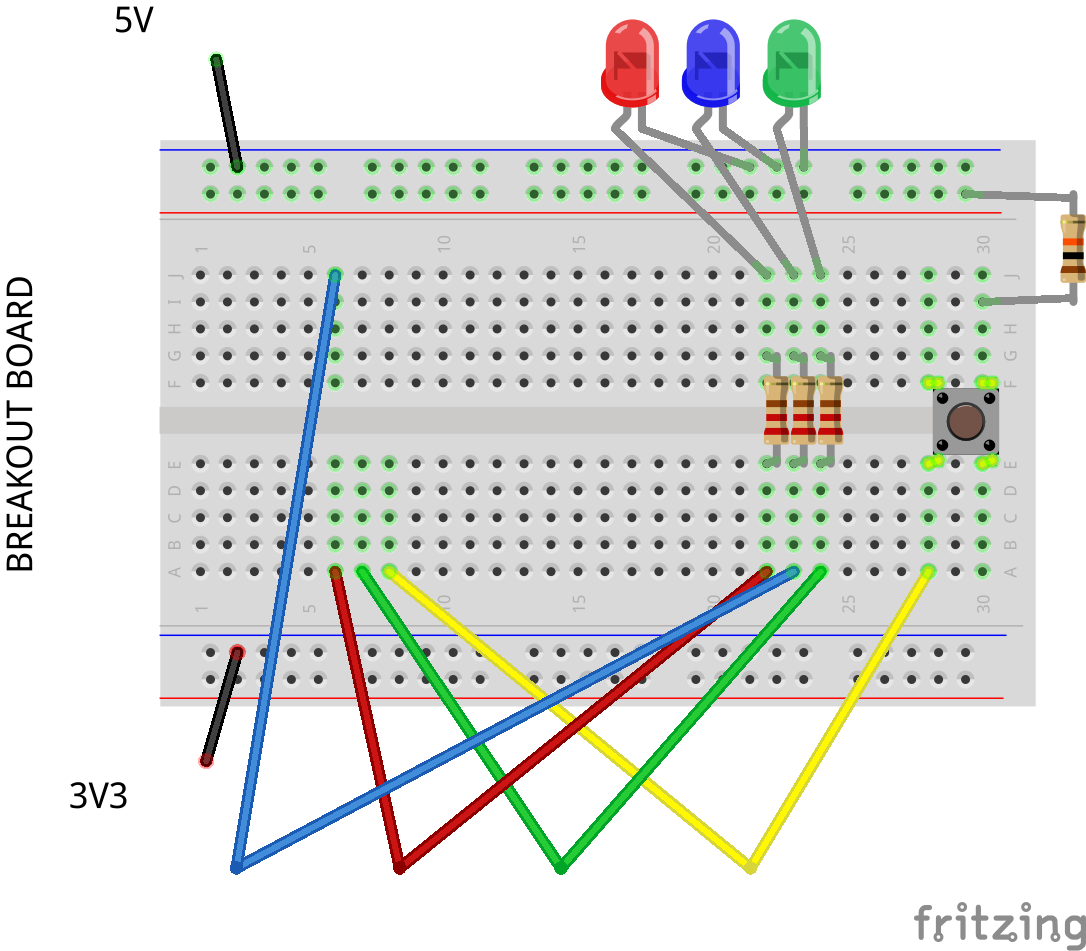 5V
1 5 10 15 20 25 30
J J
I I
H H
G G
F F
BREAKOUT BOARD
E E
D D
C C
B B
A A
1 5 10 15 20 25 30
3V3
fritzing